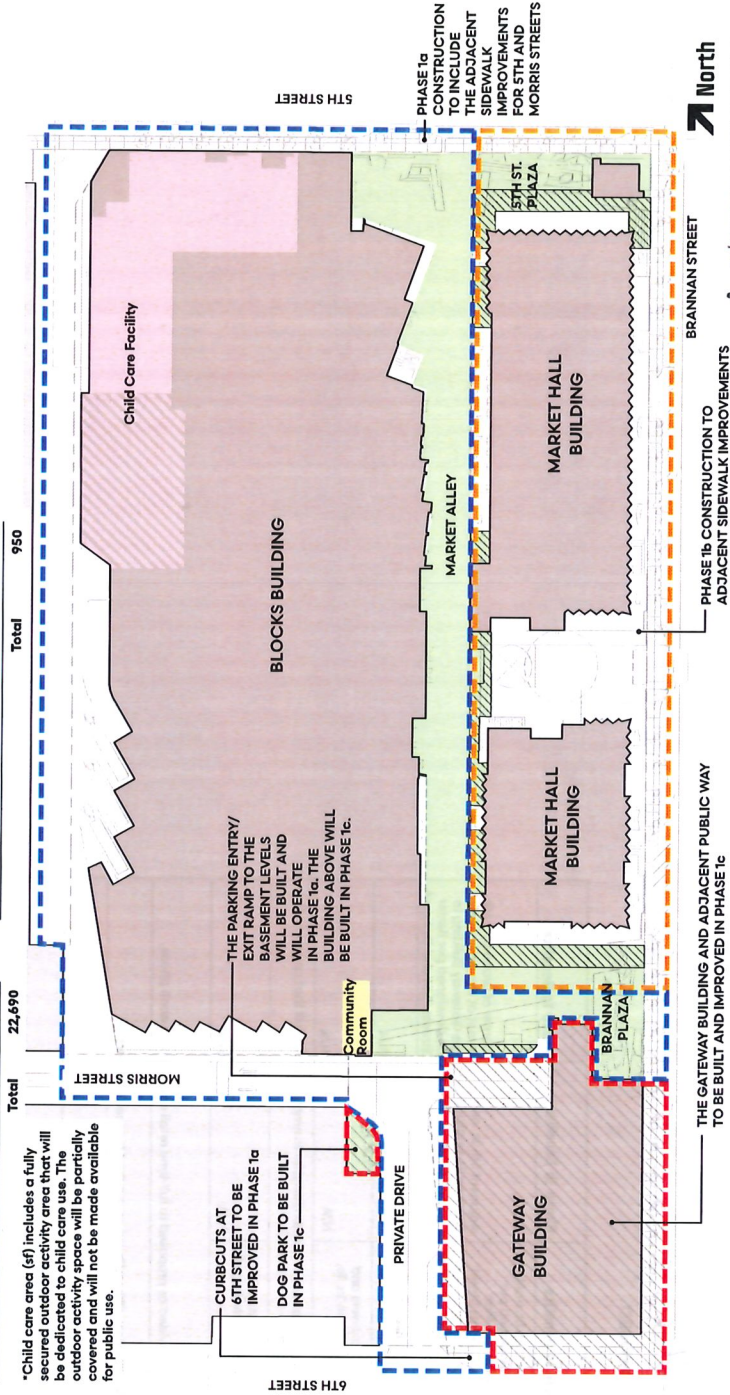 Total 22,690
Total 950
*Child care area (sf) includes a fully
secured outdoor activity area that will
be dedicated to child care use. The
outdoor activity space will be partially
covered and will not be made available
for public use.
MORRIS STREET
5TH STREET
Child Care Facility
BLOCKS BUILDING
PHASE 1a
CONSTRUCTION
TO INCLUDE
THE ADJACENT
SIDEWALK
IMPROVEMENTS
FOR 5TH AND
MORRIS STREETS
CURBCUTS AT
6TH STREET TO BE
IMPROVED IN PHASE 1a
DOG PARK TO BE BUILT
IN PHASE 1c
THE PARKING ENTRY/
EXIT RAMP TO THE
BASEMENT LEVELS
WILL BE BUILT AND
WILL OPERATE
IN PHASE 1a. THE
BUILDING ABOVE WILL
BE BUILT IN PHASE 1c.
Community
Room
6TH STREET
PRIVATE DRIVE
MARKET ALLEY
5TH ST.
PLAZA
GATEWAY
BUILDING
BRANNAN
PLAZA
MARKET HALL
BUILDING
MARKET HALL
BUILDING
BRANNAN STREET
THE GATEWAY BUILDING AND ADJACENT PUBLIC WAY
TO BE BUILT AND IMPROVED IN PHASE 1c
PHASE 1b CONSTRUCTION TO
ADJACENT SIDEWALK IMPROVEMENTS
North